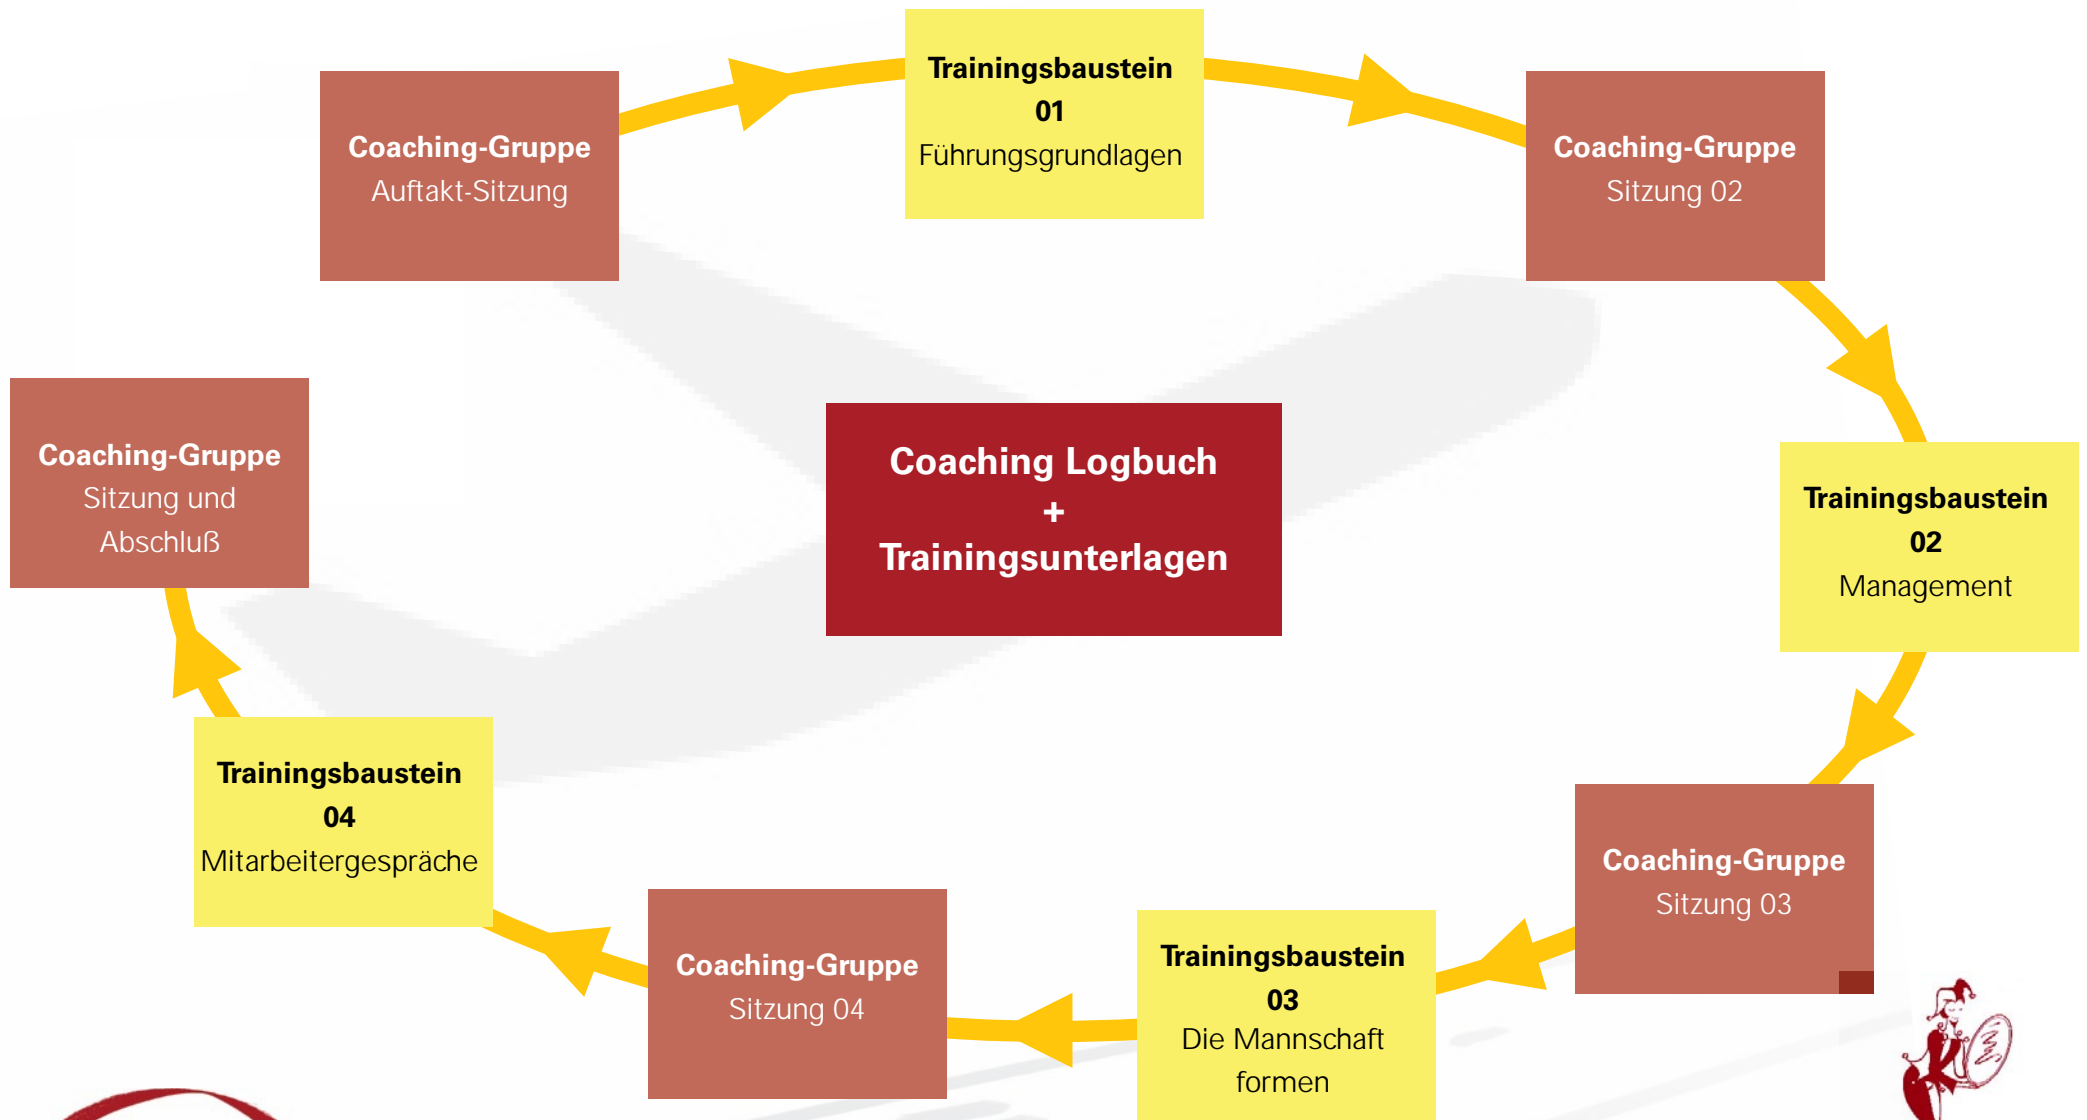 Coaching-Gruppe
Auftakt-Sitzung
Trainingsbaustein
01
Führungsgrundlagen
Coaching-Gruppe
Sitzung 02
Trainingsbaustein
02
Management
Coaching-Gruppe
Sitzung 03
Trainingsbaustein
03
Die Mannschaft
formen
Coaching-Gruppe
Sitzung 04
Trainingsbaustein
04
Mitarbeitergespräche
Coaching-Gruppe
Sitzung und
Abschluß
Coaching Logbuch
+
Trainingsunterlagen